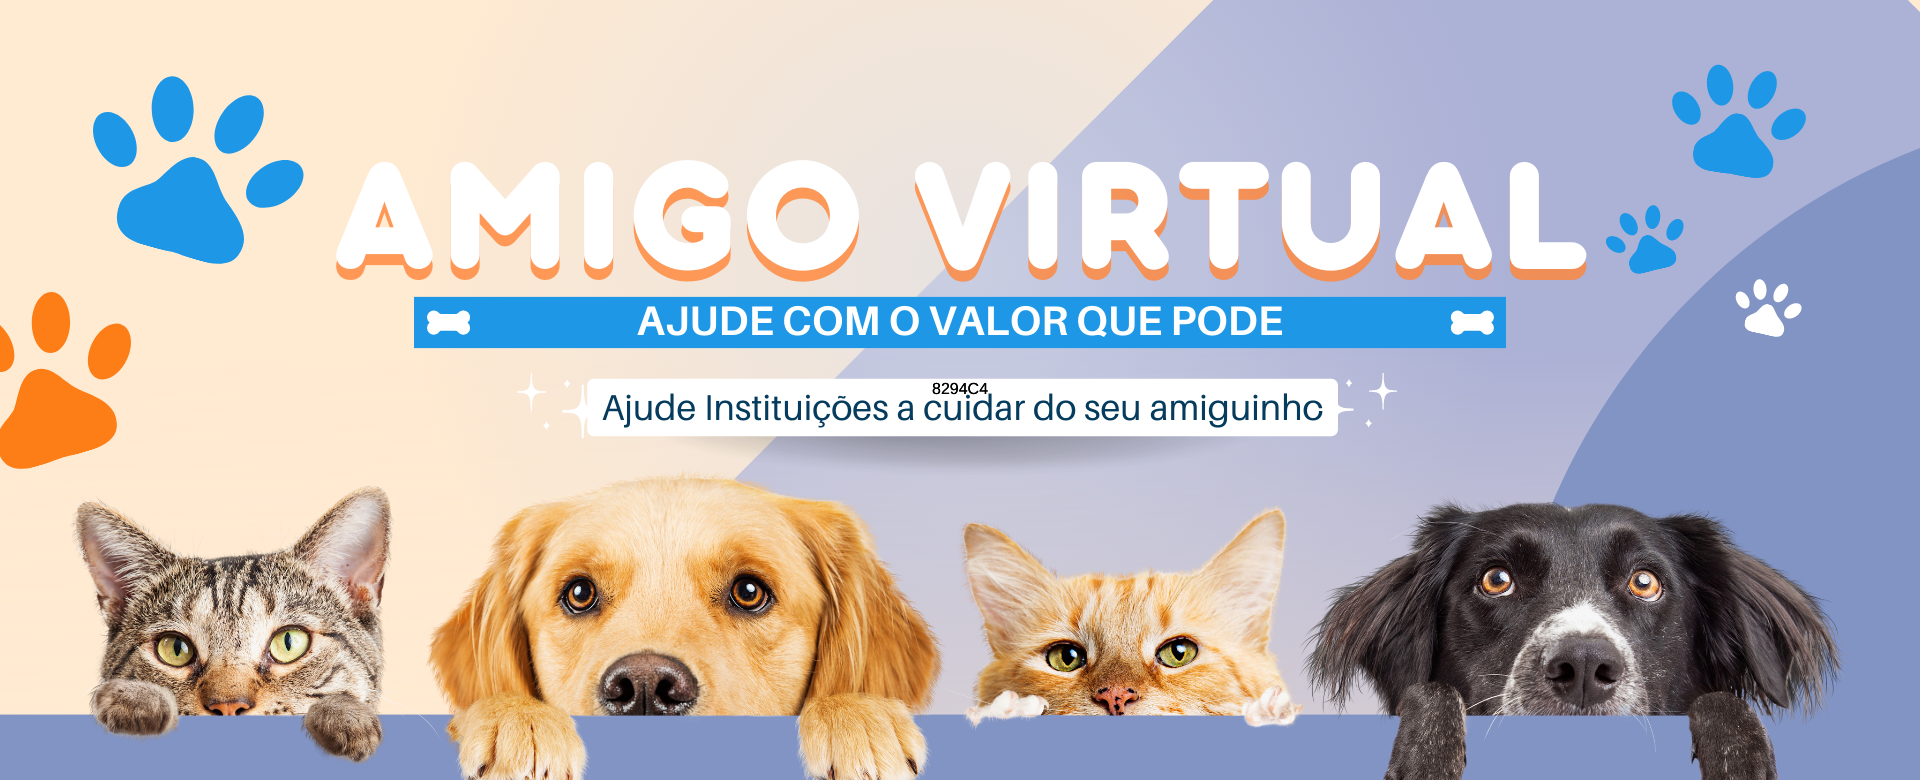 AMIGO VIRTUAL
AJUDE COM O VALOR QUE PODE
8294C4
Ajude Instituições a cuidar do seu amiguinho